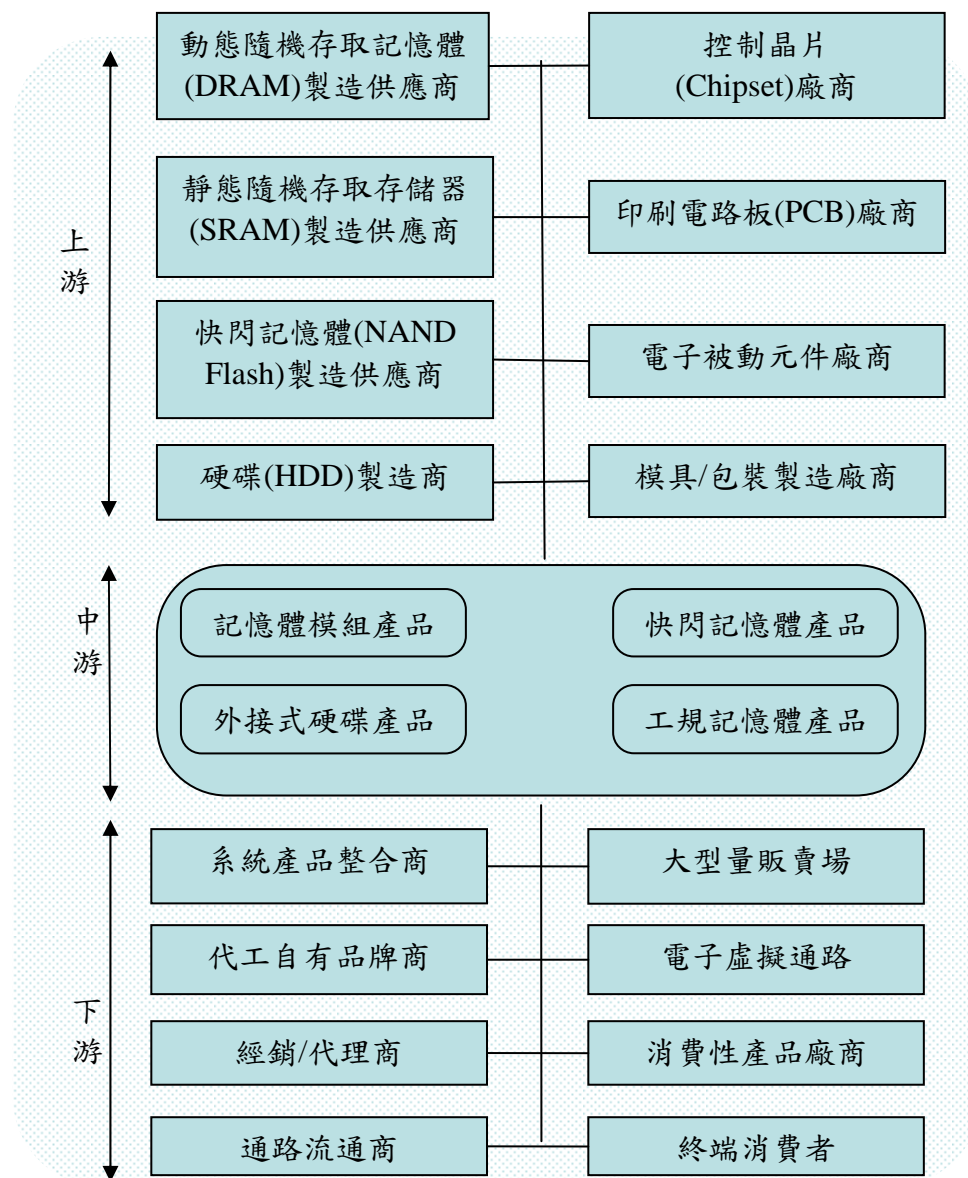 動態隨機存取記憶體
(DRAM)製造供應商
控制晶片
(Chipset)廠商
靜態隨機存取存儲器
(SRAM)製造供應商
印刷電路板(PCB)廠商
上
游
快閃記憶體(NAND
Flash)製造供應商
電子被動元件廠商
硬碟(HDD)製造商
模具/包裝製造廠商
中
游
記憶體模組產品
快閃記憶體產品
外接式硬碟產品
工規記憶體產品
系統產品整合商
大型量販賣場
代工自有品牌商
電子虛擬通路
下
游
經銷/代理商
消費性產品廠商
通路流通商
終端消費者